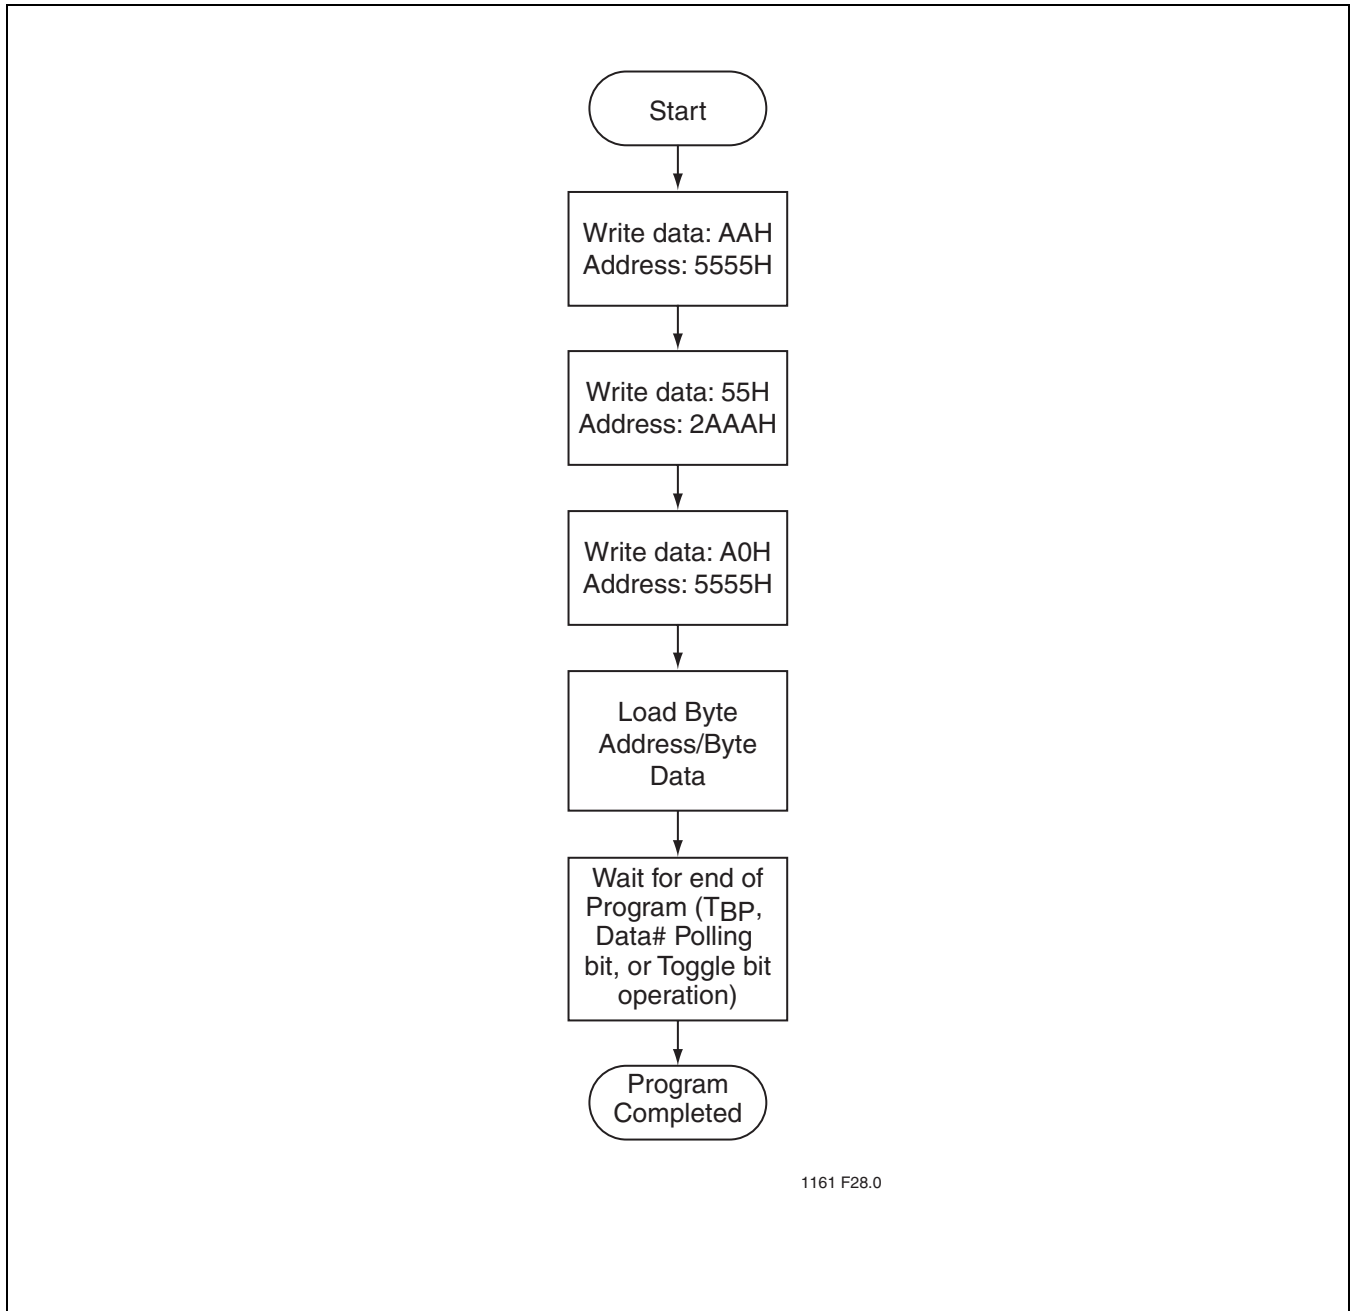 Start
Write data: AAH
Address: 5555H
Write data: 55H
Address: 2AAAH
Write data: A0H
Address: 5555H
Load Byte
Address/Byte
Data
Wait for end of
Program (TBP,
Data# Polling
bit, or Toggle bit
operation)
Program
Completed
1161 F28.0